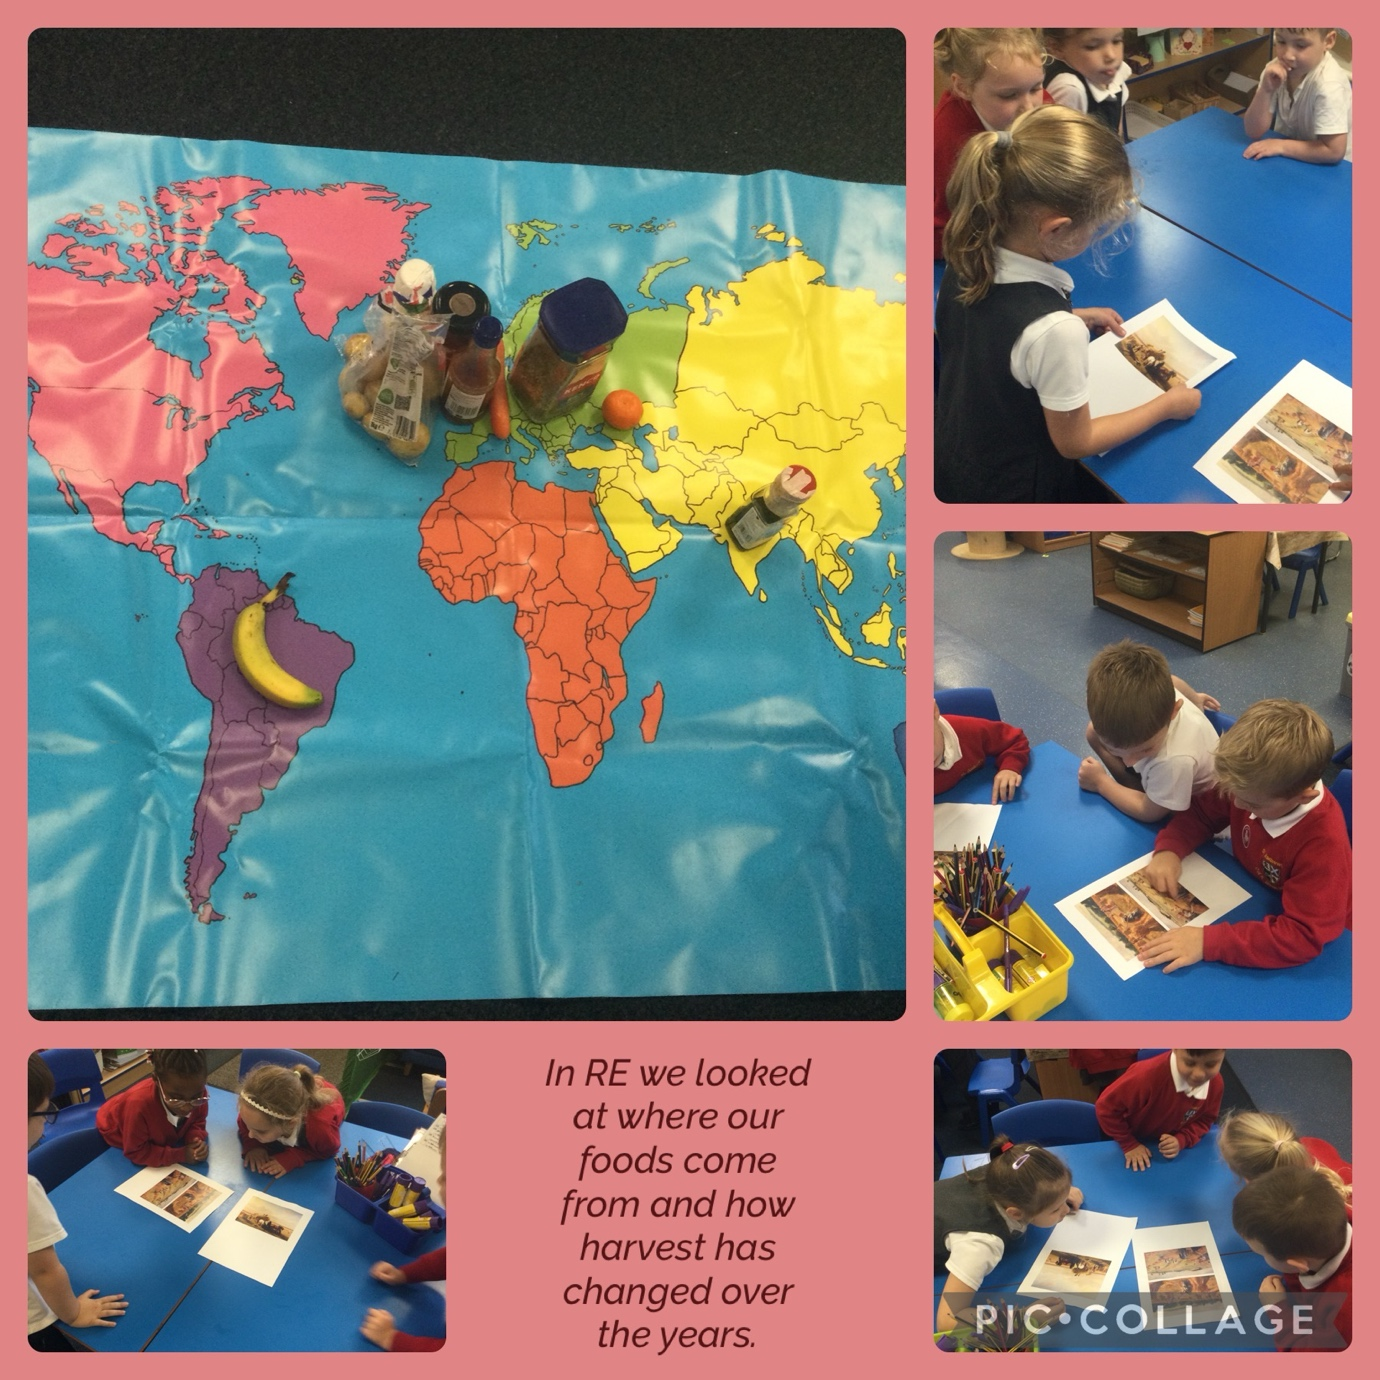 In RE we looked
at where our
foods come
from and how
harvest has
changed over
the years.
PIC•COLLAGE